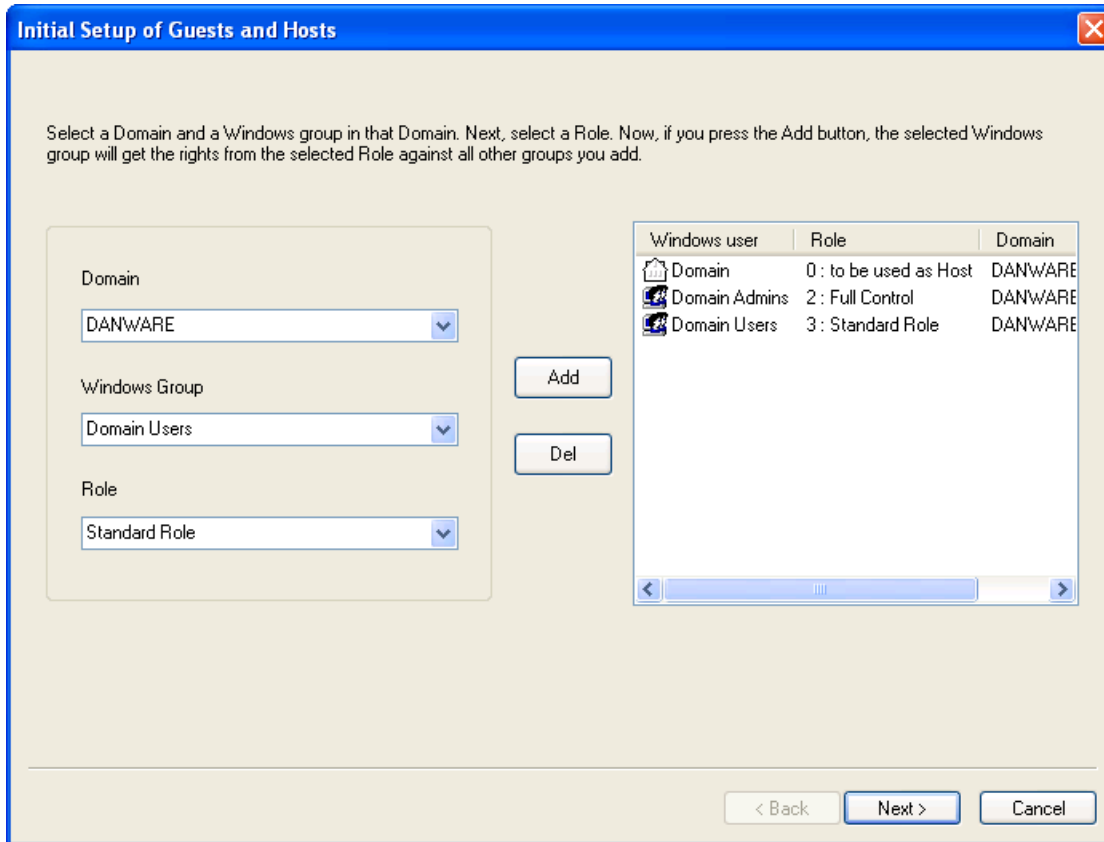 Initial Setup of Guests and Hosts
Select a Domain and a Windows group in that Domain. Next, select a Role. Now, if you press the Add button, the selected Windows
group will get the rights from the selected Role against all other groups you add.
Domain
DANWARE
Windows Group
Domain Users
Role
Standard Role
Add
Del
Windows user Role Domain
Domain 0 : to be used as Host DANWARE
Domain Admins 2 : Full Control DANWARE
Domain Users 3 : Standard Role DANWARE
< Back Next > Cancel